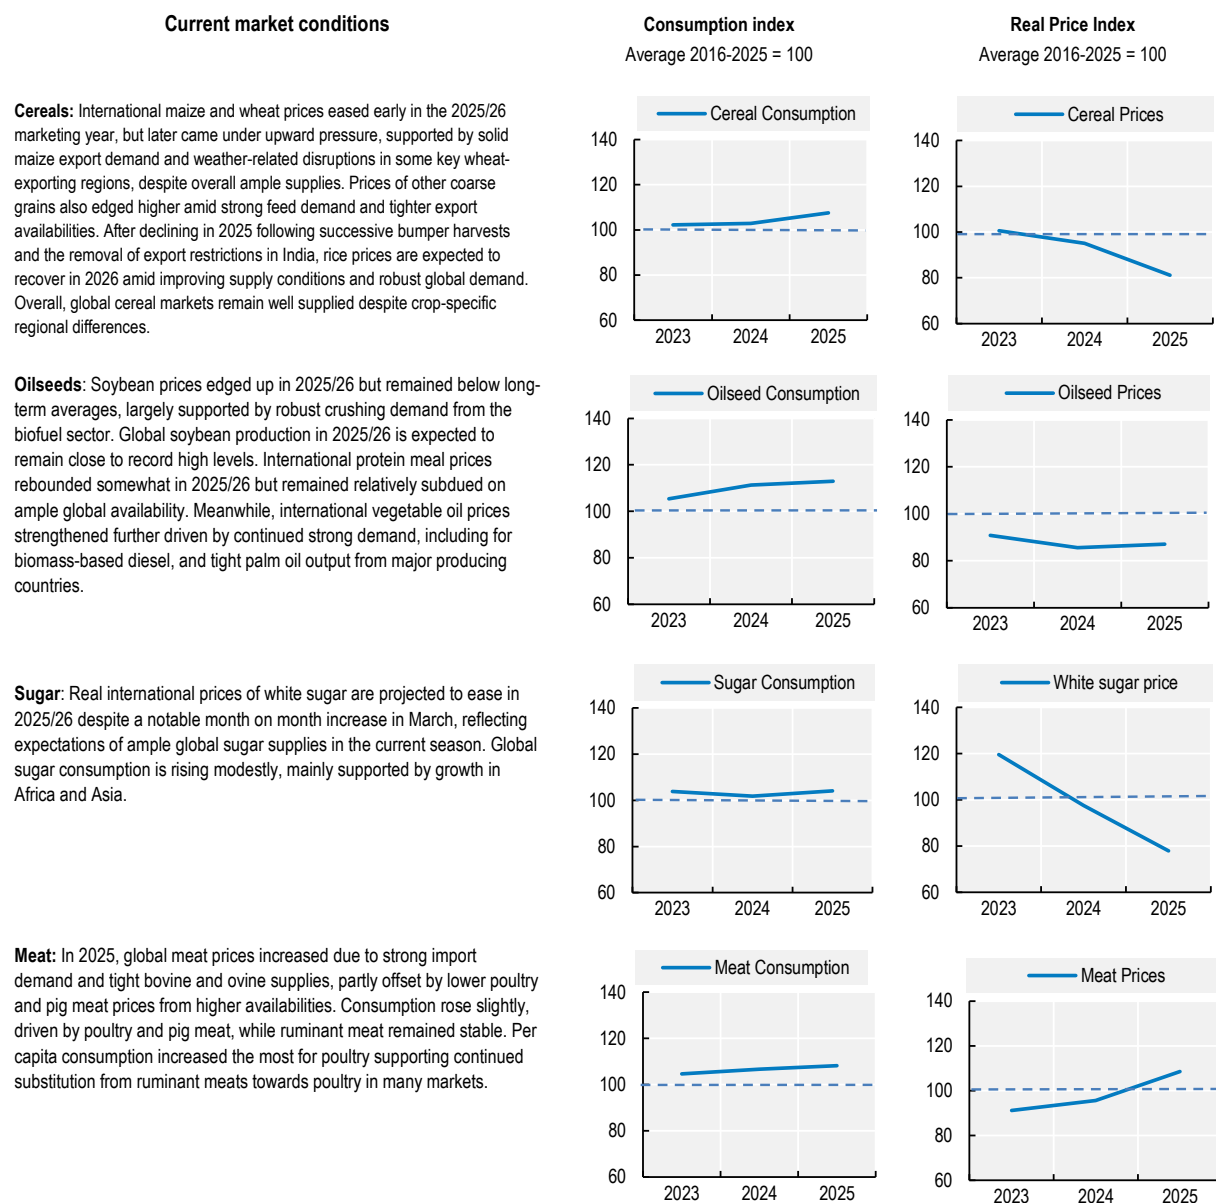 Current market conditions
Consumption index
Average 2016-2025 = 100
Real Price Index
Average 2016-2025 = 100
Cereals: International maize and wheat prices eased early in the 2025/26
marketing year, but later came under upward pressure, supported by solid
maize export demand and weather-related disruptions in some key wheat-
exporting regions, despite overall ample supplies. Prices of other coarse
grains also edged higher amid strong feed demand and tighter export
availabilities. After declining in 2025 following successive bumper harvests
and the removal of export restrictions in India, rice prices are expected to
recover in 2026 amid improving supply conditions and robust global demand.
Overall, global cereal markets remain well supplied despite crop-specific
regional differences.
Cereal Consumption
140
120
100
80
60
2023 2024 2025
Cereal Prices
140
120
100
80
60
2023 2024 2025
Oilseeds: Soybean prices edged up in 2025/26 but remained below long-
term averages, largely supported by robust crushing demand from the
biofuel sector. Global soybean production in 2025/26 is expected to
remain close to record high levels. International protein meal prices
rebounded somewhat in 2025/26 but remained relatively subdued on
ample global availability. Meanwhile, international vegetable oil prices
strengthened further driven by continued strong demand, including for
biomass-based diesel, and tight palm oil output from major producing
countries.
Oilseed Consumption
140
120
100
80
60
2023 2024 2025
Oilseed Prices
140
120
100
80
60
2023 2024 2025
Sugar: Real international prices of white sugar are projected to ease in
2025/26 despite a notable month on month increase in March, reflecting
expectations of ample global sugar supplies in the current season. Global
sugar consumption is rising modestly, mainly supported by growth in
Africa and Asia.
Sugar Consumption
140
120
100
80
60
2023 2024 2025
White sugar price
140
120
100
80
60
2023 2024 2025
Meat: In 2025, global meat prices increased due to strong import
demand and tight bovine and ovine supplies, partly offset by lower poultry
and pig meat prices from higher availabilities. Consumption rose slightly,
driven by poultry and pig meat, while ruminant meat remained stable. Per
capita consumption increased the most for poultry supporting continued
substitution from ruminant meats towards poultry in many markets.
Meat Consumption
140
120
100
80
60
2023 2024 2025
Meat Prices
140
120
100
80
60
2023 2024 2025